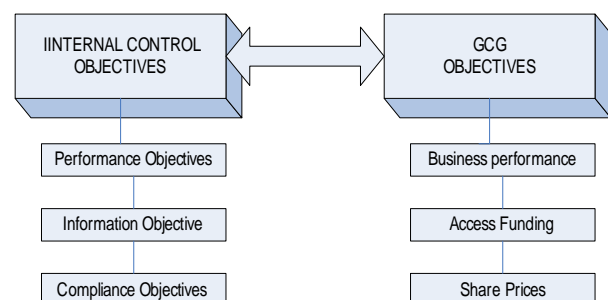 IINTERNAL CONTROL
OBJECTIVES
GCG
OBJECTIVES
Performance Objectives
Business performance
Information Objective
Access Funding
Compliance Objectives
Share Prices